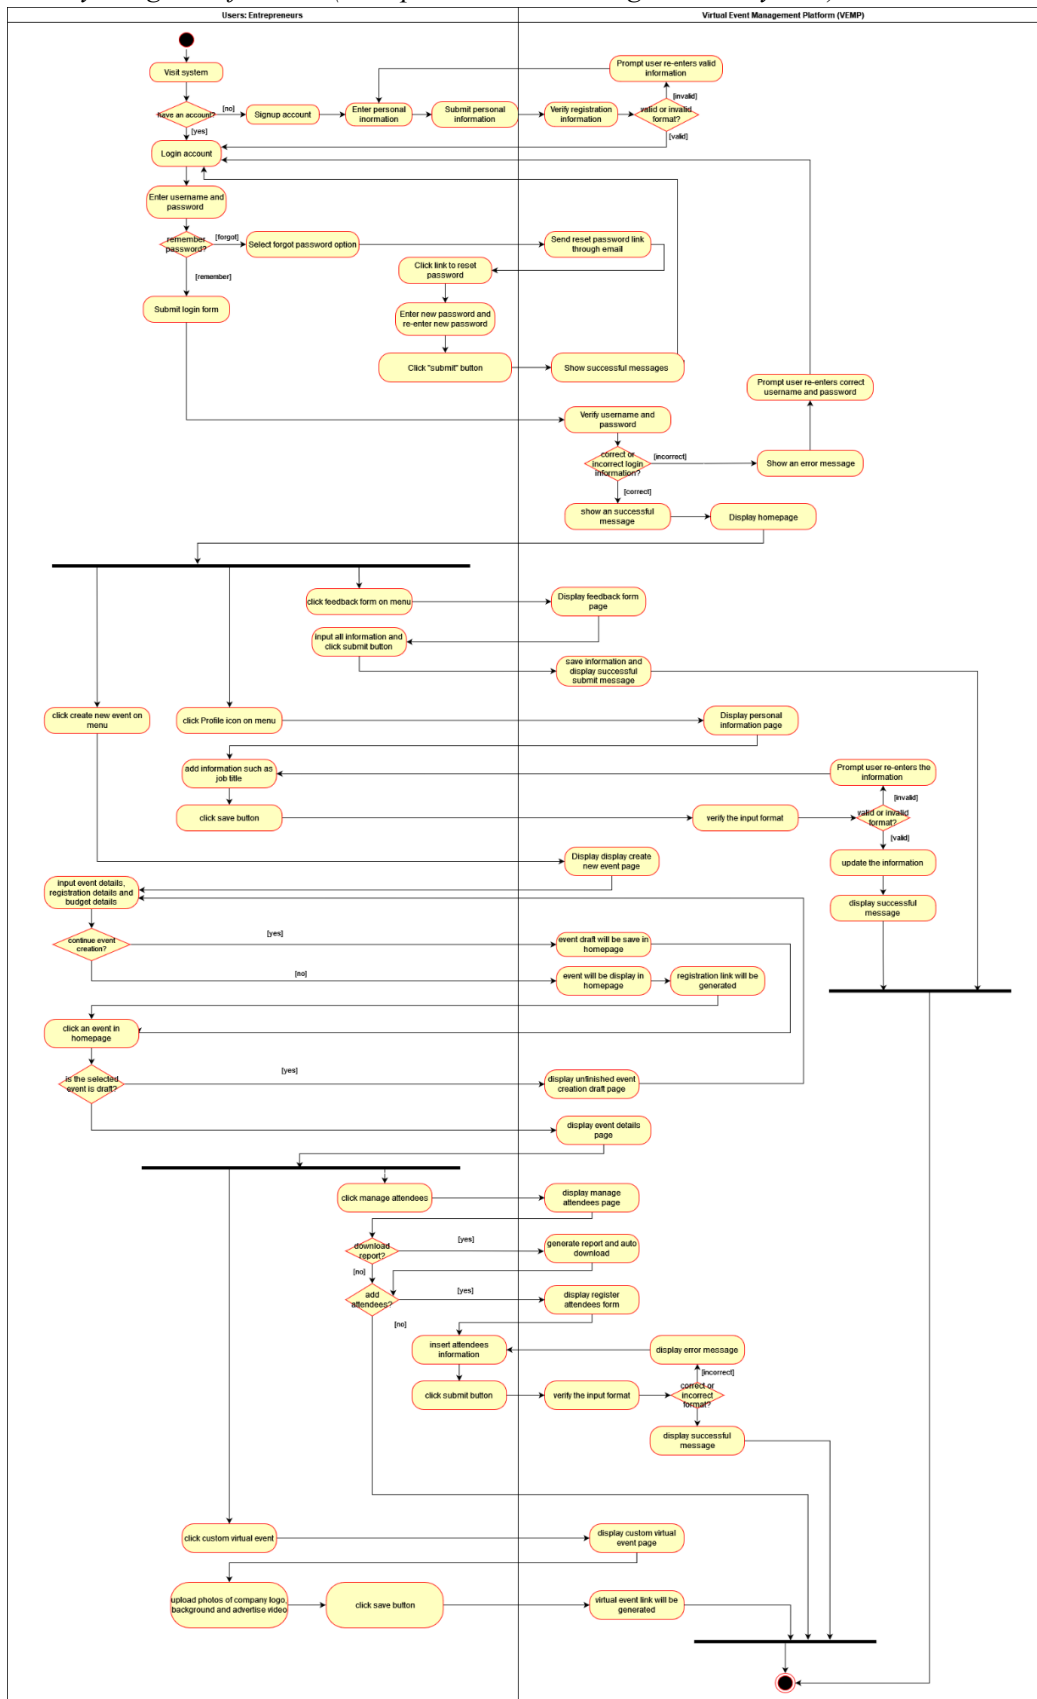 Users: Entrepreneurs
Virtual Event Management Platform (VEMP)
Visit system
Prompt user re-enters valid
information
[invalid]
have an account?
[no]
Signup account
Enter personal
inormation
Submit personal
information
Verify registration
information
valid or invalid
format?
[yes]
[valid]
Login account
Enter username and
password
remember
password?
[forgot]
Select forgot password option
Send reset password link
through email
Click link to reset
password
[remember]
Submit login form
Enter new password and
re-enter new password
Click "submit" button
Show successful messages
Prompt user re-enters correct
username and password
Verify username and
password
correct or
incorrect login
information?
[incorrect]
Show an error message
[correct]
show an successful
message
Display homepage
click feedback form on menu
Display feedback form
page
input all information and
click submit button
save information and
display successful
submit message
click create new event on
menu
click Profile icon on menu
Display personal
information page
add information such as
job title
Prompt user re-enters the
information
[invalid]
click save button
verify the input format
valid or invalid
format?
[valid]
Display display create
new event page
update the information
input event details,
registration details and
budget details
display successful
message
continue event
creation?
[yes]
event draft will be save in
homepage
[no]
event will be display in
homepage
registration link will be
generated
click an event in
homepage
is the selected
event is draft?
[yes]
display unfinished event
creation draft page
display event details
page
click manage attendees
display manage
attendees page
download
report?
[yes]
generate report and auto
download
[no]
add
attendees?
[yes]
display register
attendees form
[no]
insert attendees
information
display error message
[incorrect]
click submit button
verify the input format
correct or
incorrect
format?
display successful
message
click custom virtual event
display custom virtual
event page
upload photos of company logo,
background and advertise video
click save button
virtual event link will be
generated